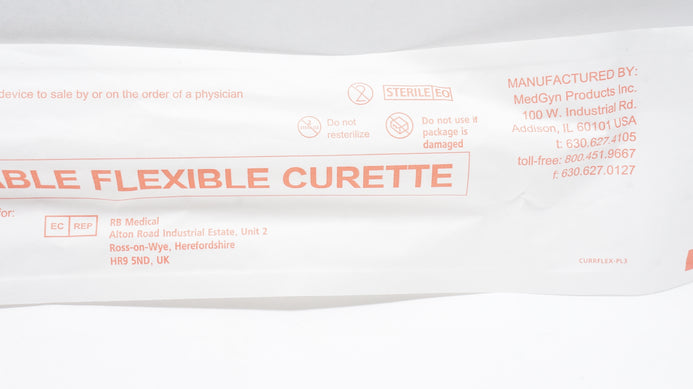 device to sale by or on the order of a physician
STERILE EO
Do not
resterilize
Do not use if
package is
damaged
ABLE FLEXIBLE CURETTE
for:
EC REP
RB Medical
Alton Road Industrial Estate, Unit 2
Ross-on-Wye, Herefordshire
HR9 5ND, UK
MANUFACTURED BY:
MedGyn Products Inc.
100 W. Industrial Rd.
Addison, IL 60101 USA
t: 630.627.4105
toll-free: 800.451.9667
f: 630.627.0127
CURRFLEX-PL3